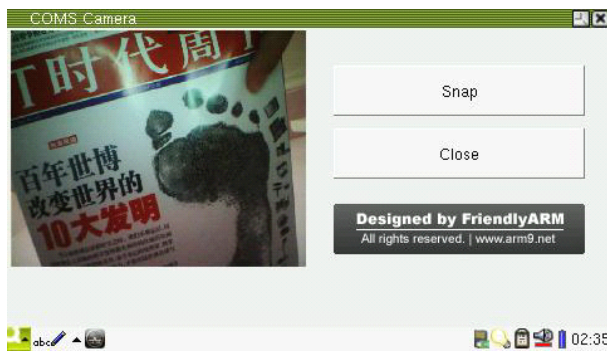 COMS Camera
T时代周
百年世博
改变世界的
10大发明
Snap
Close
Designed by FriendlyARM
All rights reserved. | www.arm9.net
abc
02:35